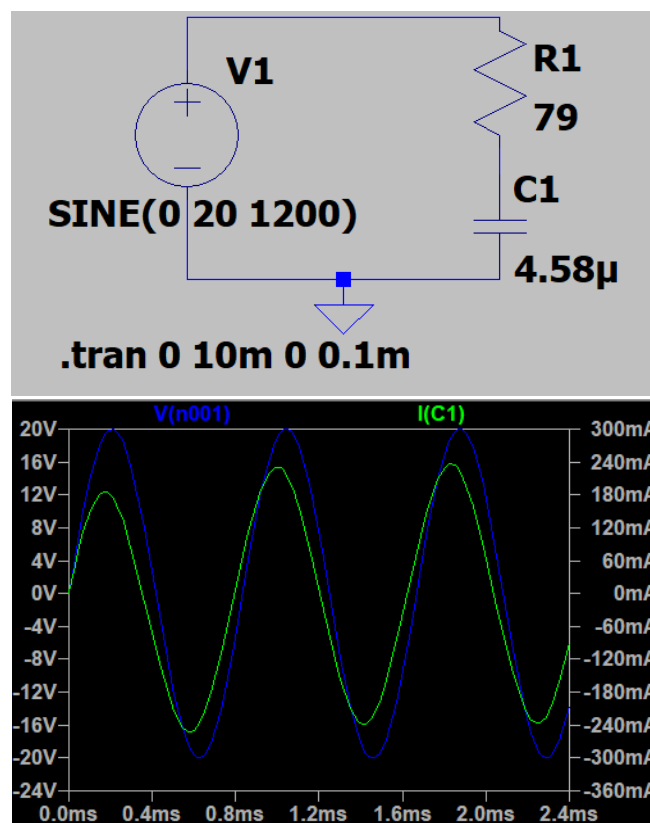 V1
R1
79
SINE(0 20 1200)
C1
4.58µ
.tran 0 10m 0 0.1m
V(n001) I(C1)
20V 300mA
16V 240mA
12V 180mA
8V 120mA
4V 60mA
0V 0mA
-4V -60mA
-8V -120mA
-12V -180mA
-16V -240mA
-20V -300mA
-24V -360mA
0.0ms 0.4ms 0.8ms 1.2ms 1.6ms 2.0ms 2.4ms